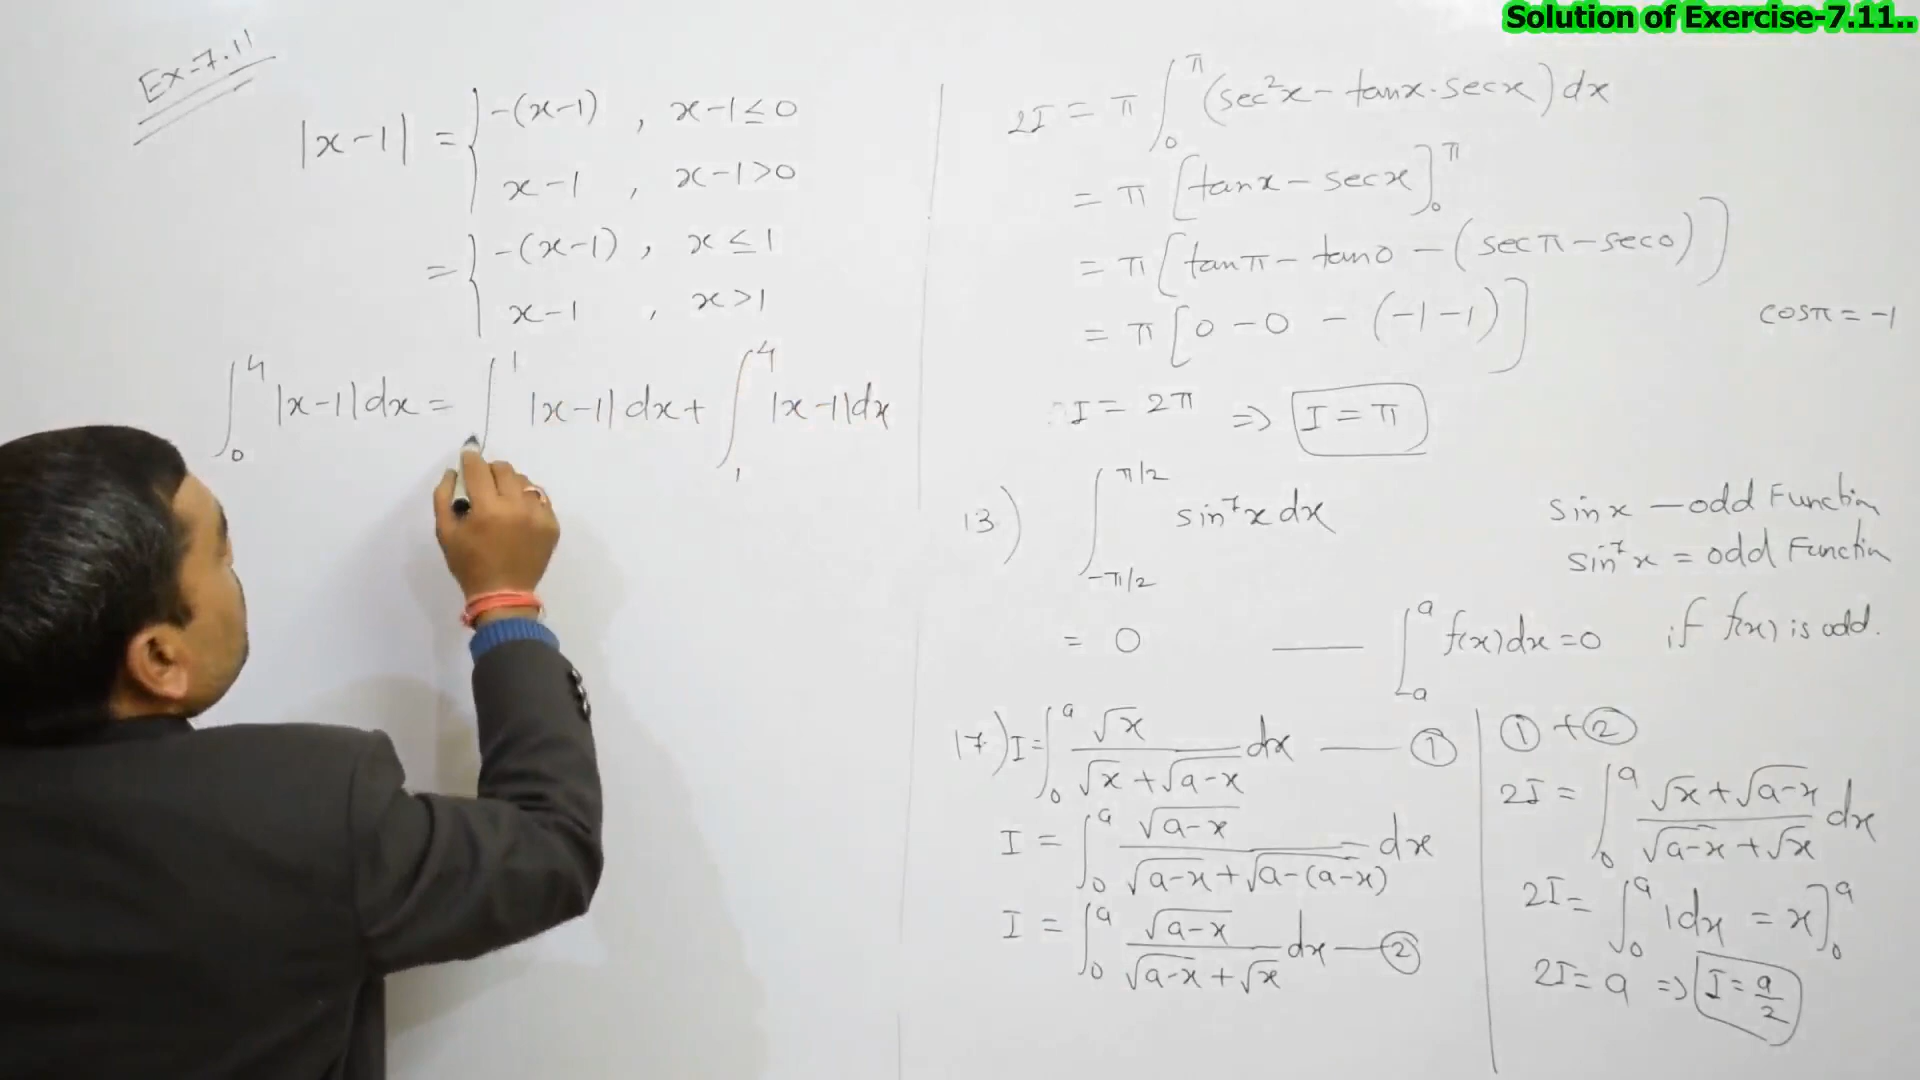 Solution of Exercise-7.11..
Ex-7.11
|x-1| = { -(x-1) , x-1≤0
x-1 , x-1>0
= { -(x-1) , x≤1
x-1 , x>1
∫₀⁴ |x-1|dx = ∫¹ |x-1|dx + ∫₁⁴ |x-1|dx
2I = π ∫₀^π (sec²x - tanx.secx) dx
= π [tanx - secx]₀^π
= π [tanπ - tan0 - (secπ - sec0)]
= π [0-0 - (-1-1)]
cosπ = -1
I = 2π ⇒ I = π
13) ∫_{-π/2}^{π/2} sin⁷x dx
sinx — odd Function
sin⁷x = odd Function
= 0 — ∫_{-a}^{a} f(x)dx = 0 if f(x) is odd.
17) I = ∫₀^a √x / (√x + √(a-x)) dx — ①
I = ∫₀^a √(a-x) / (√(a-x) + √(a-(a-x))) dx
I = ∫₀^a √(a-x) / (√(a-x) + √x) dx — ②
① + ②
2I = ∫₀^a (√x + √(a-x)) / (√(a-x) + √x) dx
2I = ∫₀^a 1dx = x]₀^a
2I = a ⇒ I = a/2